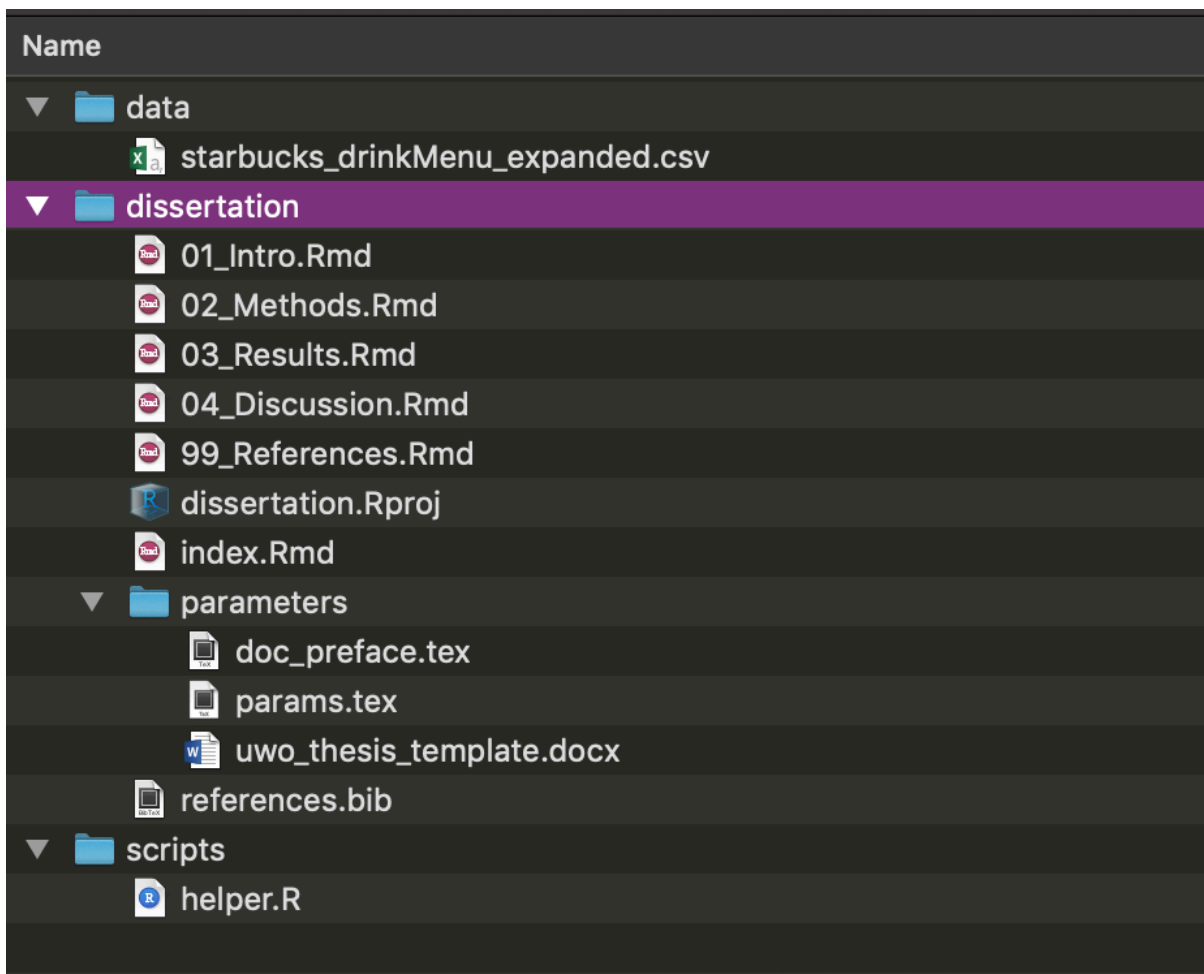 Name
data
starbucks_drinkMenu_expanded.csv
dissertation
01_Intro.Rmd
02_Methods.Rmd
03_Results.Rmd
04_Discussion.Rmd
99_References.Rmd
dissertation.Rproj
index.Rmd
parameters
doc_preface.tex
params.tex
uwo_thesis_template.docx
references.bib
scripts
helper.R